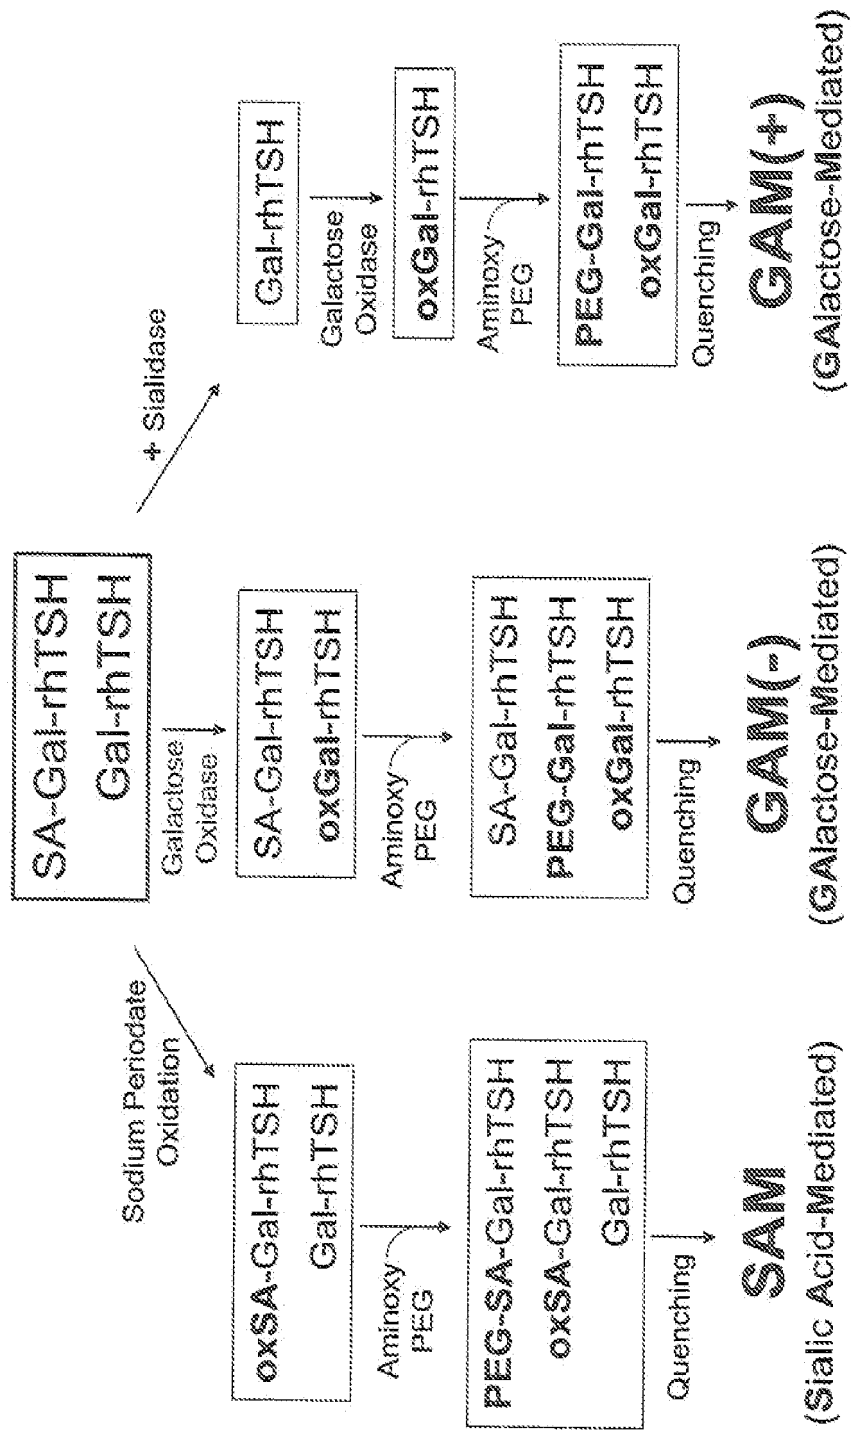 SA-Gal-rhTSH
Gal-rhTSH
Sodium Periodate
Oxidation
oxSA-Gal-rhTSH
Gal-rhTSH
Aminoxy
PEG
PEG-SA-Gal-rhTSH
oxSA-Gal-rhTSH
Gal-rhTSH
Quenching
SAM
(Sialic Acid-Mediated)
Galactose
Oxidase
SA-Gal-rhTSH
oxGal-rhTSH
Aminoxy
PEG
SA-Gal-rhTSH
PEG-Gal-rhTSH
oxGal-rhTSH
Quenching
GAM(-)
(GAlactose-Mediated)
+ Sialidase
Gal-rhTSH
Galactose
Oxidase
oxGal-rhTSH
Aminoxy
PEG
PEG-Gal-rhTSH
oxGal-rhTSH
Quenching
GAM(+)
(GAlactose-Mediated)